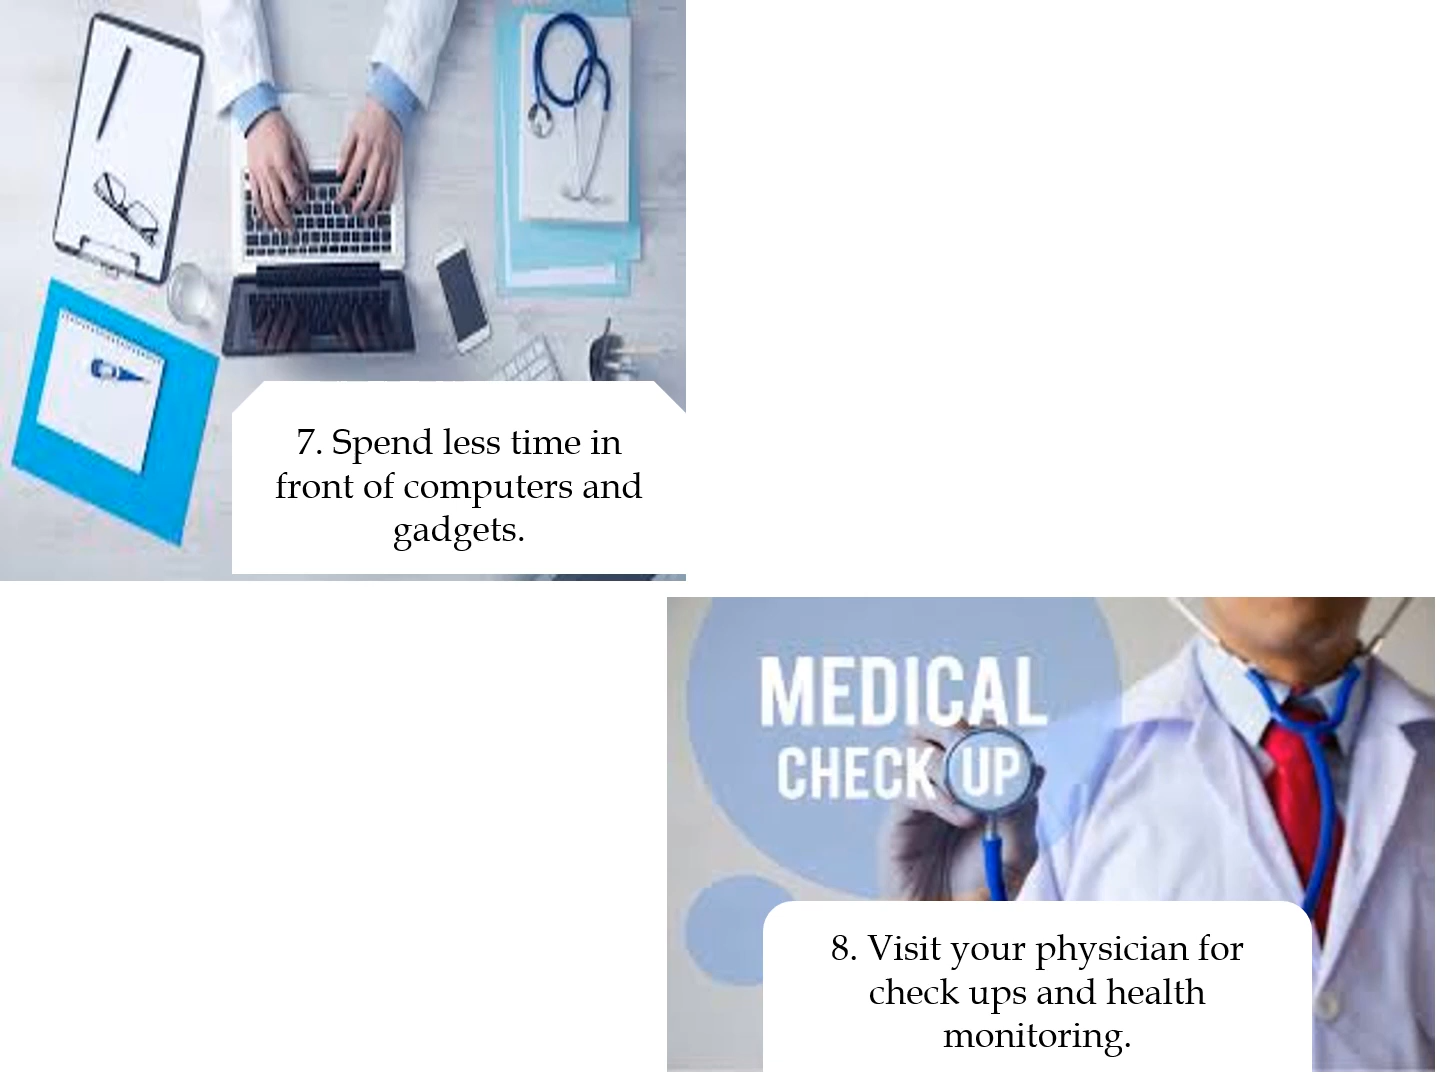 7. Spend less time in
front of computers and
gadgets.
MEDICAL
CHECK UP
8. Visit your physician for
check ups and health
monitoring.